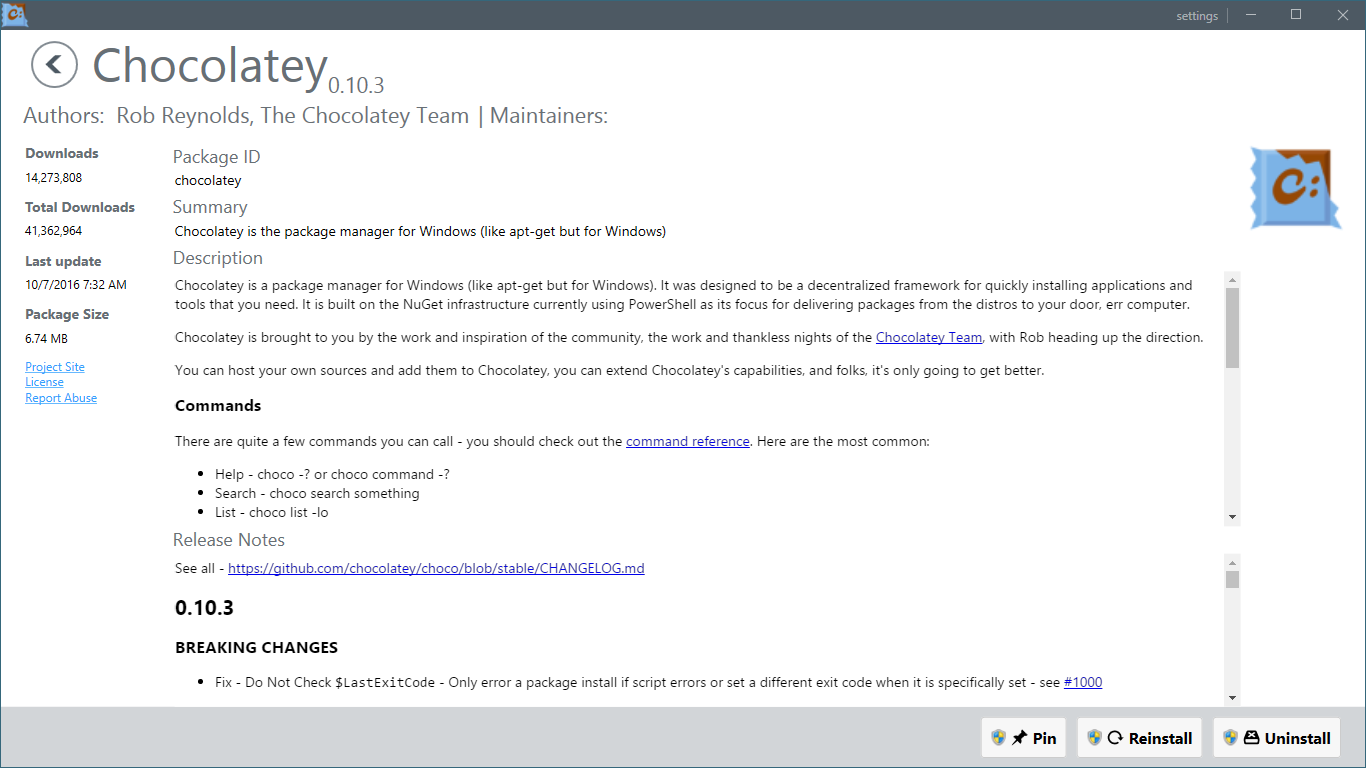 settings
Chocolatey 0.10.3
Authors: Rob Reynolds, The Chocolatey Team | Maintainers:
Downloads
14,273,808
Total Downloads
41,362,964
Last update
10/7/2016 7:32 AM
Package Size
6.74 MB
Project Site
License
Report Abuse
Package ID
chocolatey
Summary
Chocolatey is the package manager for Windows (like apt-get but for Windows)
Description
Chocolatey is a package manager for Windows (like apt-get but for Windows). It was designed to be a decentralized framework for quickly installing applications and
tools that you need. It is built on the NuGet infrastructure currently using PowerShell as its focus for delivering packages from the distros to your door, err computer.
Chocolatey is brought to you by the work and inspiration of the community, the work and thankless nights of the Chocolatey Team, with Rob heading up the direction.
You can host your own sources and add them to Chocolatey, you can extend Chocolatey's capabilities, and folks, it's only going to get better.
Commands
There are quite a few commands you can call - you should check out the command reference. Here are the most common:
• Help - choco -? or choco command -?
• Search - choco search something
• List - choco list -lo
Release Notes
See all - https://github.com/chocolatey/choco/blob/stable/CHANGELOG.md
0.10.3
BREAKING CHANGES
• Fix - Do Not Check $LastExitCode - Only error a package install if script errors or set a different exit code when it is specifically set - see #1000
c:
Pin
Reinstall
Uninstall